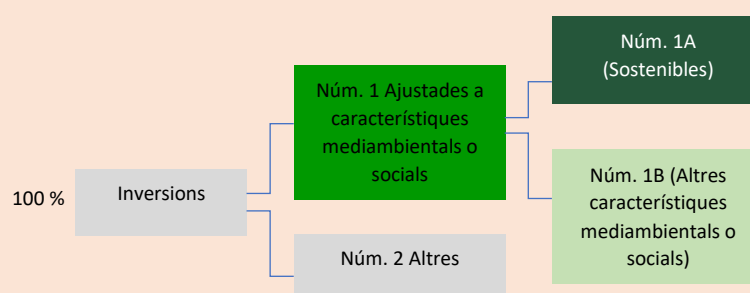 100 %
Inversions
Núm. 1 Ajustades a
característiques
mediambientals o
socials
Núm. 2 Altres
Núm. 1A
(Sostenibles)
Núm. 1B (Altres
característiques
mediambientals o
socials)